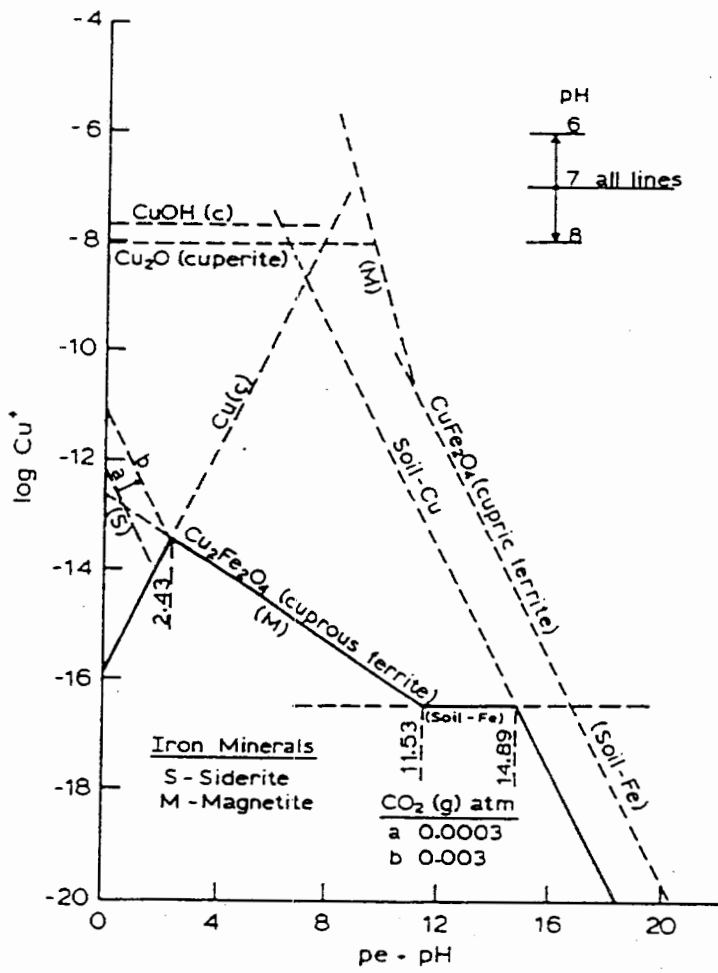 -4
-6
-8
-10
-12
-14
-16
-18
-20
log Cu⁺
0
4
8
12
16
20
pe - pH
pH
6
7 all lines
8
CuOH (c)
Cu₂O (cuperite)
(M)
Cu(c)
CuFe₂O₄ (cupric ferrite)
Soil-Cu
b
a
(S)
Cu₂Fe₂O₄ (cuprous ferrite)
(M)
2.43
(Soil-Fe)
(Soil-Fe)
11.53
14.89
Iron Minerals
S - Siderite
M - Magnetite
CO₂ (g) atm
a 0.0003
b 0.003